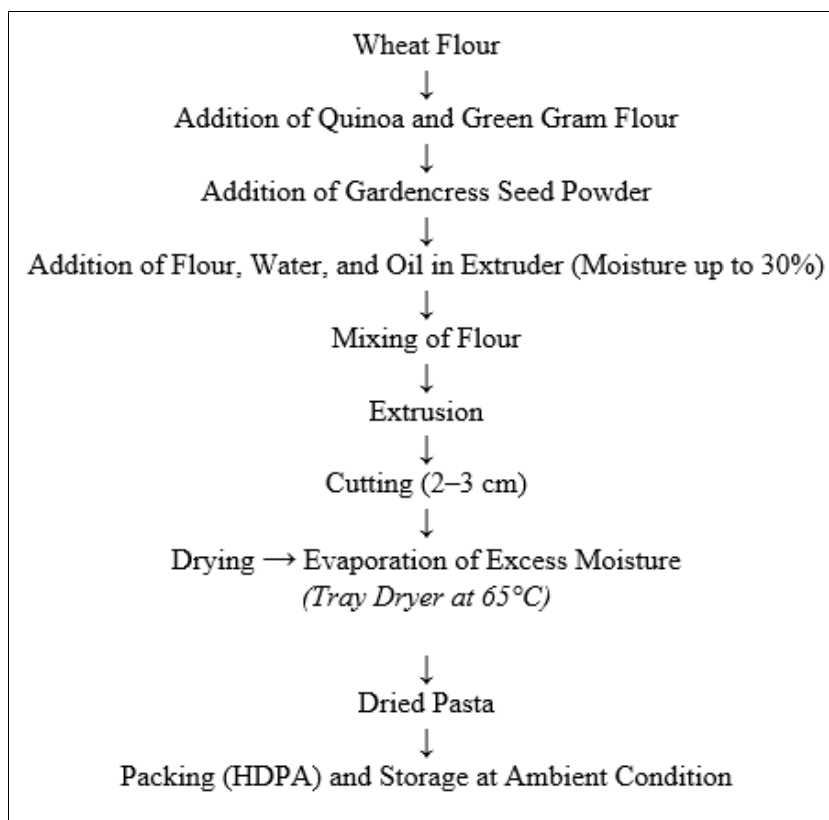 Wheat Flour
↓
Addition of Quinoa and Green Gram Flour
↓
Addition of Gardencress Seed Powder
↓
Addition of Flour, Water, and Oil in Extruder (Moisture up to 30%)
↓
Mixing of Flour
↓
Extrusion
↓
Cutting (2–3 cm)
↓
Drying → Evaporation of Excess Moisture
(Tray Dryer at 65°C)
↓
Dried Pasta
↓
Packing (HDPA) and Storage at Ambient Condition